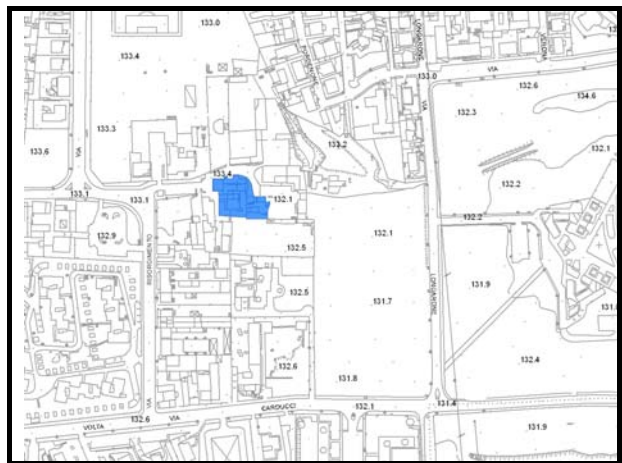 133.0
133.4
PORDENONE
LONGARONE
VERONA
VIA
133.0
VIA
132.6
134.6
132.3
133.3
133.2
132.1
133.6
VIA
133.4
132.2
133.1
133.1
132.1
132.2
132.9
RISORGIMENTO
132.5
132.1
132.5
131.7
LONGARONE
131.9
132.6
131.8
132.4
VIA
CARDUCCI
132.1
131.4
132.6
VIA
VOLTA
131.9